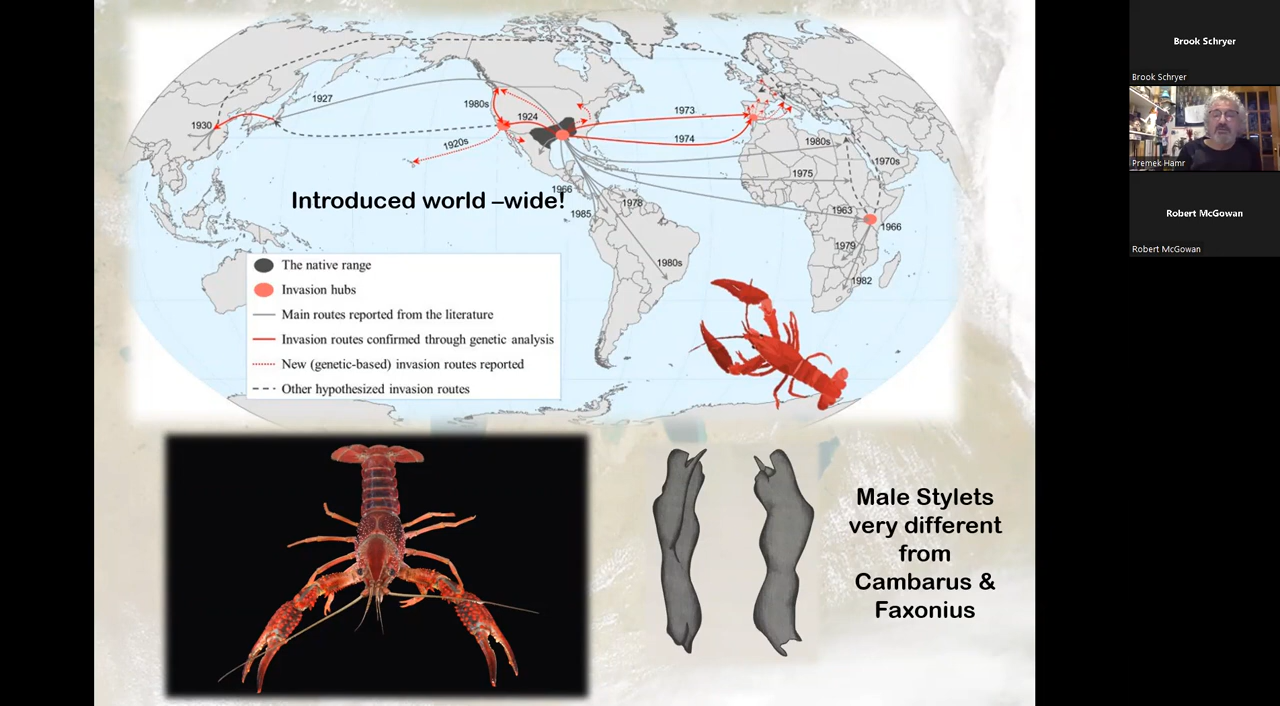 1927
1930
1980s
1924
1920s
1973
1974
1980s
1970s
1975
1966
1978
1985
1963
1966
1979
1980s
1982
Introduced world –wide!
The native range
Invasion hubs
Main routes reported from the literature
Invasion routes confirmed through genetic analysis
New (genetic-based) invasion routes reported
Other hypothesized invasion routes
Male Stylets
very different
from
Cambarus &
Faxonius
Brook Schryer
Brook Schryer
Premek Hamr
Robert McGowan
Robert McGowan